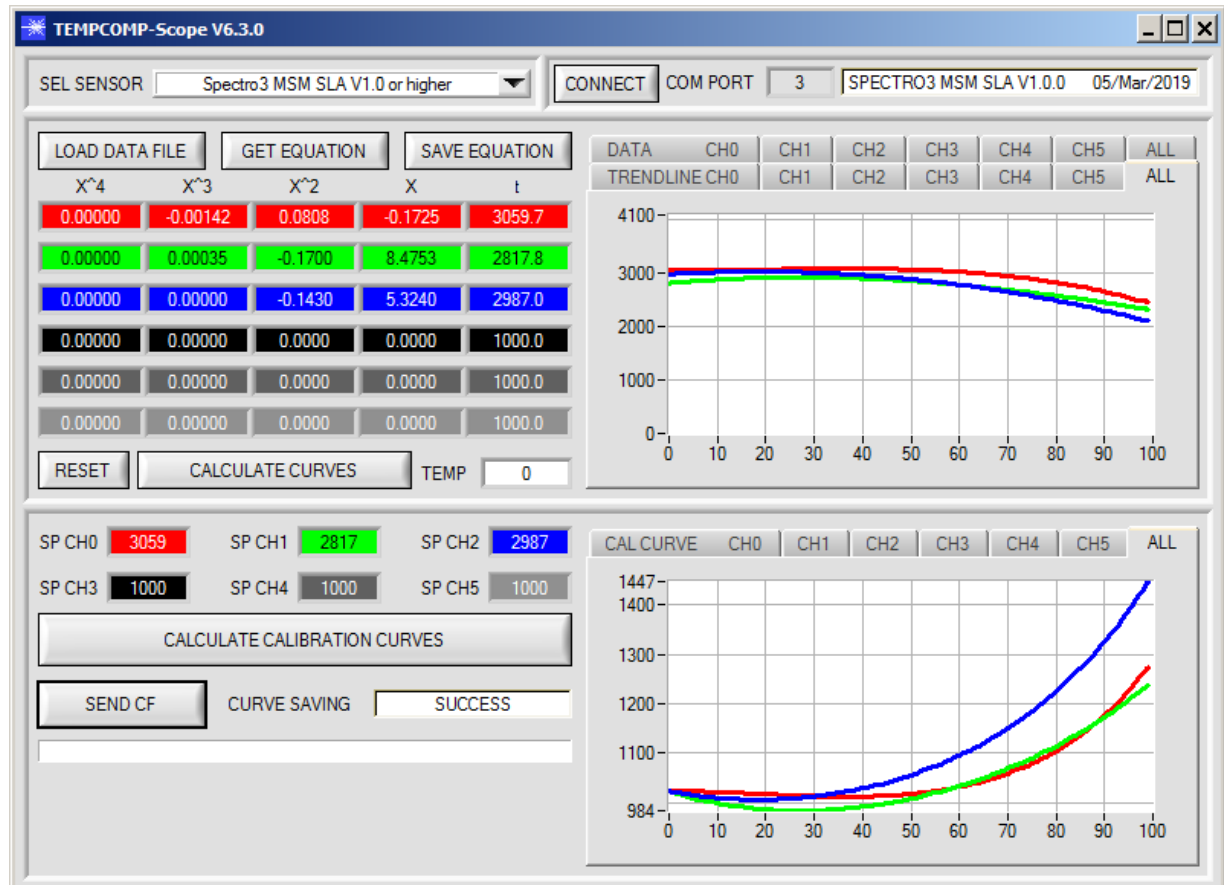 TEMPCOMP-Scope V6.3.0
SEL SENSOR Spectro3 MSM SLA V1.0 or higher CONNECT COM PORT 3 SPECTRO3 MSM SLA V1.0.0 05/Mar/2019
LOAD DATA FILE GET EQUATION SAVE EQUATION
X^4 X^3 X^2 X t
0.00000 -0.00142 0.0808 -0.1725 3059.7
0.00000 0.00035 -0.1700 8.4753 2817.8
0.00000 0.00000 -0.1430 5.3240 2987.0
0.00000 0.00000 0.0000 0.0000 1000.0
0.00000 0.00000 0.0000 0.0000 1000.0
0.00000 0.00000 0.0000 0.0000 1000.0
RESET CALCULATE CURVES TEMP 0
DATA CH0 CH1 CH2 CH3 CH4 CH5 ALL
TRENDLINE CH0 CH1 CH2 CH3 CH4 CH5 ALL
4100
3000
2000
1000
0
0 10 20 30 40 50 60 70 80 90 100
SP CH0 3059 SP CH1 2817 SP CH2 2987
SP CH3 1000 SP CH4 1000 SP CH5 1000
CALCULATE CALIBRATION CURVES
SEND CF CURVE SAVING SUCCESS
CAL CURVE CH0 CH1 CH2 CH3 CH4 CH5 ALL
1447
1400
1300
1200
1100
984
0 10 20 30 40 50 60 70 80 90 100